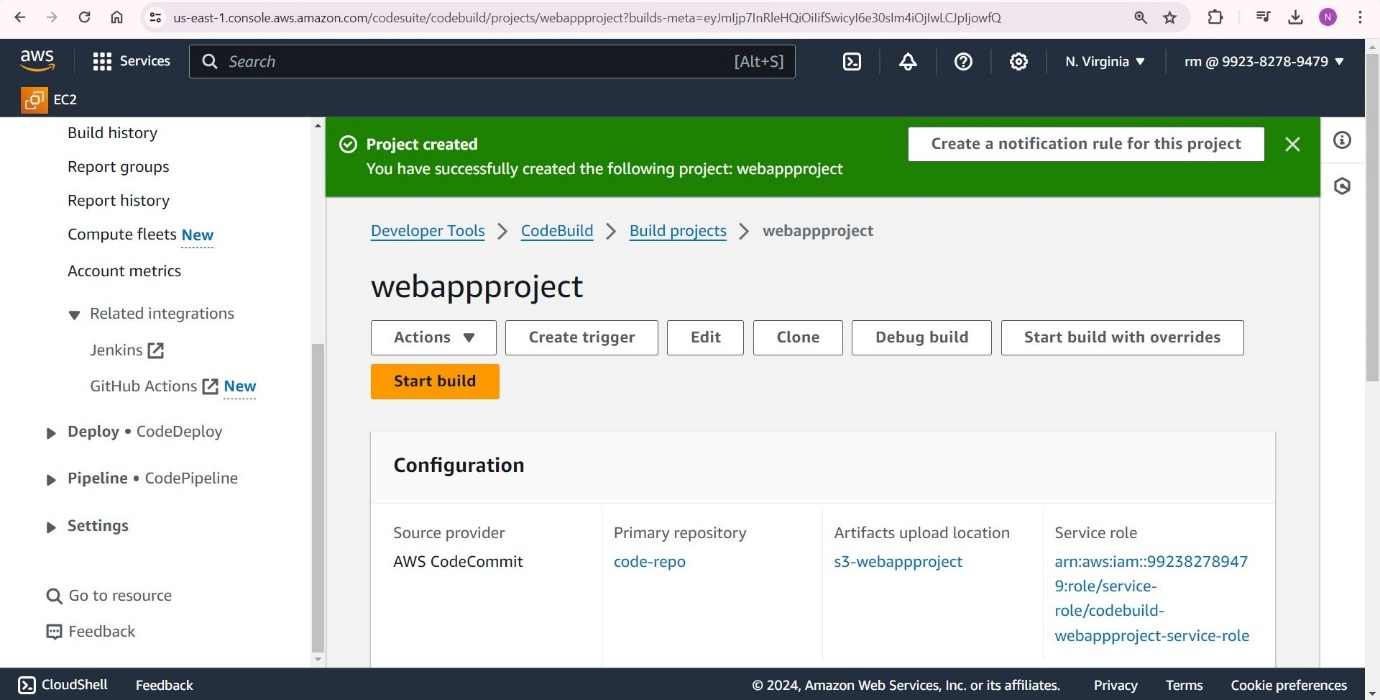 us-east-1.console.aws.amazon.com/codesuite/codebuild/projects/webappproject?builds-meta=eyJmIjp7InRleHQiOiIifSwicyI6e30sIm4iOjIwLCJpIjowfQ
N
aws
Services
Search
[Alt+S]
N. Virginia
rm @ 9923-8278-9479
EC2
Build history
Report groups
Report history
Compute fleets New
Account metrics
Related integrations
Jenkins
GitHub Actions New
Deploy • CodeDeploy
Pipeline • CodePipeline
Settings
Go to resource
Feedback
Project created
You have successfully created the following project: webappproject
Create a notification rule for this project
Developer Tools
CodeBuild
Build projects
webappproject
webappproject
Actions
Create trigger
Edit
Clone
Debug build
Start build with overrides
Start build
Configuration
Source provider
AWS CodeCommit
Primary repository
code-repo
Artifacts upload location
s3-webappproject
Service role
arn:aws:iam::99238278947
9:role/service-
role/codebuild-
webappproject-service-role
CloudShell
Feedback
© 2024, Amazon Web Services, Inc. or its affiliates.
Privacy
Terms
Cookie preferences